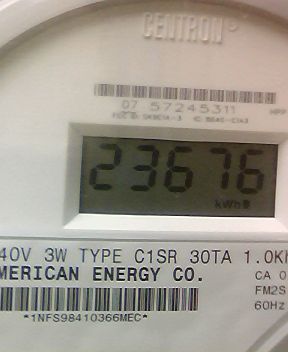 CENTRON®
07 57245311
23676
kWh
40V 3W TYPE C1SR 30TA 1.0Kh
MERICAN ENERGY CO.
CA 0
FM2S
60Hz
*1NFS98410366MEC*